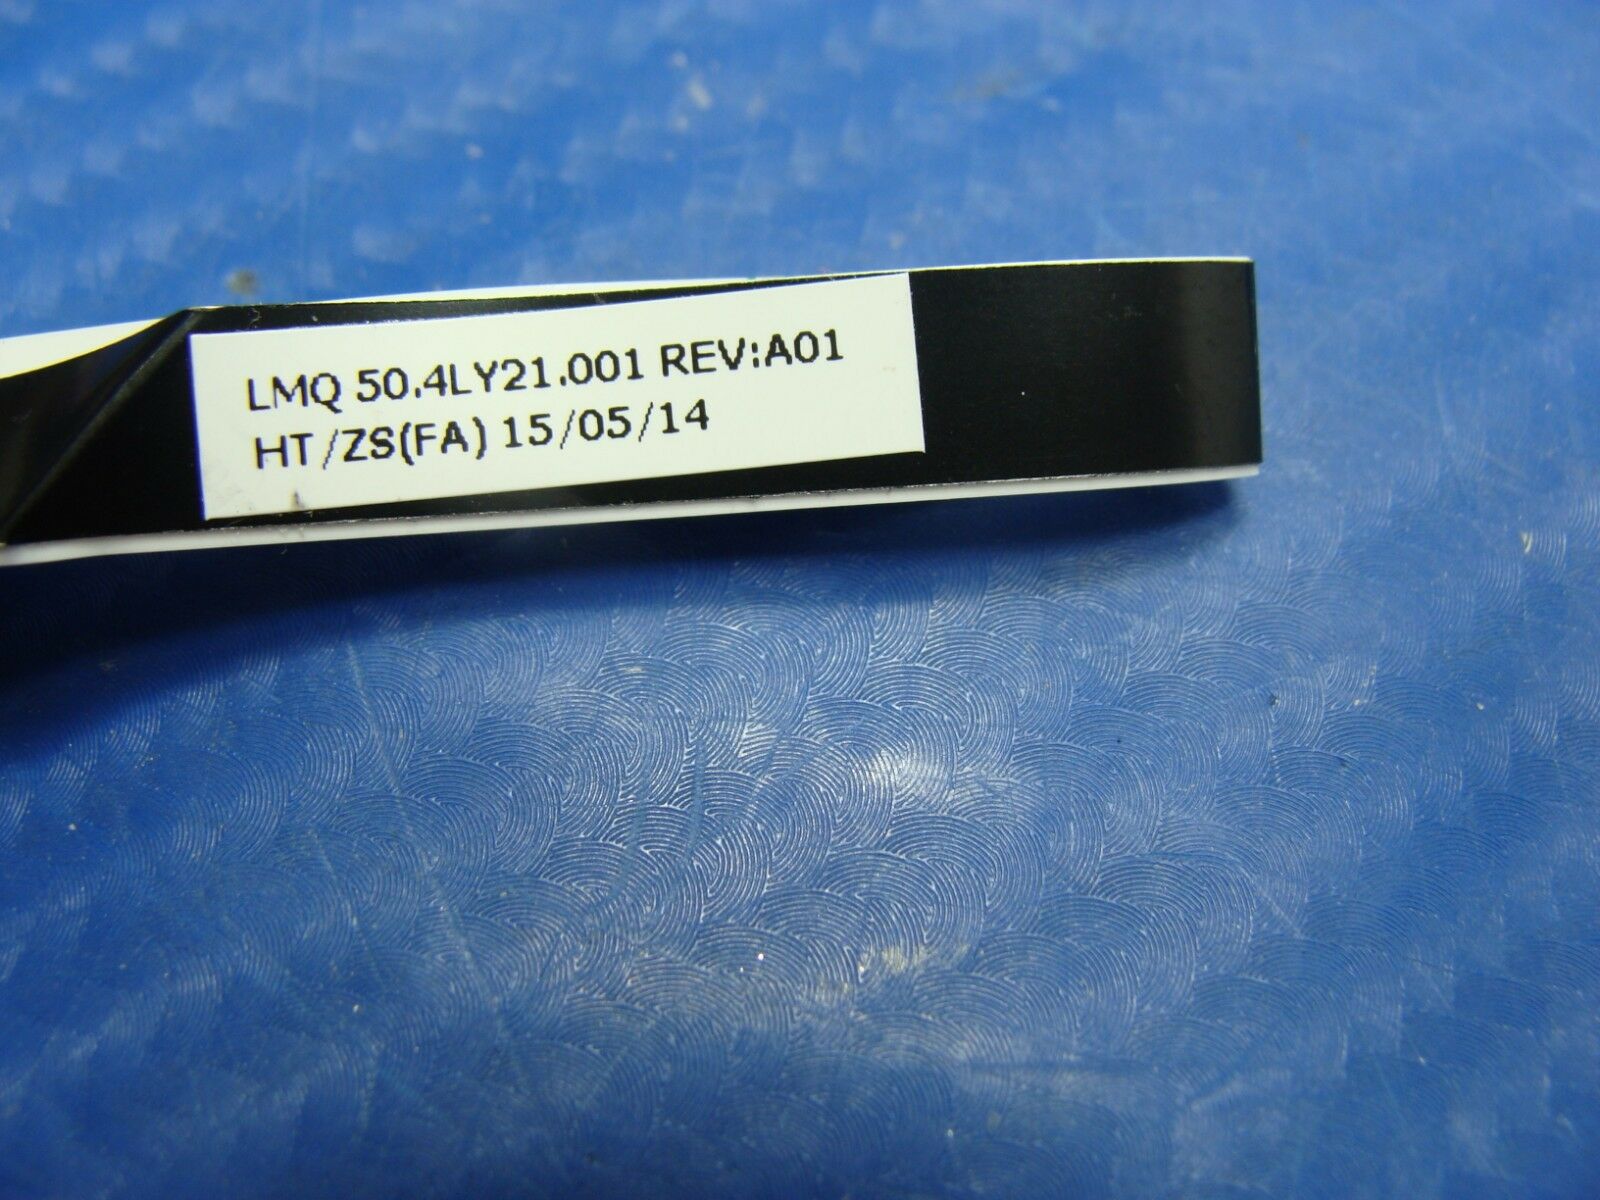 LMQ 50.4LY21.001 REV:A01
HT/ZS(FA) 15/05/14